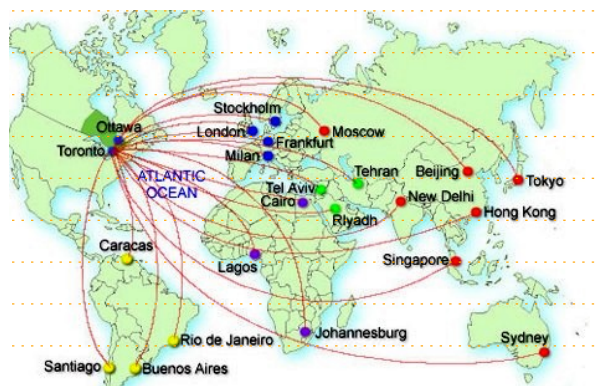 Stockholm
Ottawa
London
Moscow
Toronto
Frankfurt
Milan
ATLANTIC
OCEAN
Tehran
Beijing
Tokyo
Tel Aviv
Cairo
New Delhi
RIyadh
Hong Kong
Caracas
Lagos
Singapore
Rio de Janeiro
Johannesburg
Sydney
Santiago
Buenos Aires